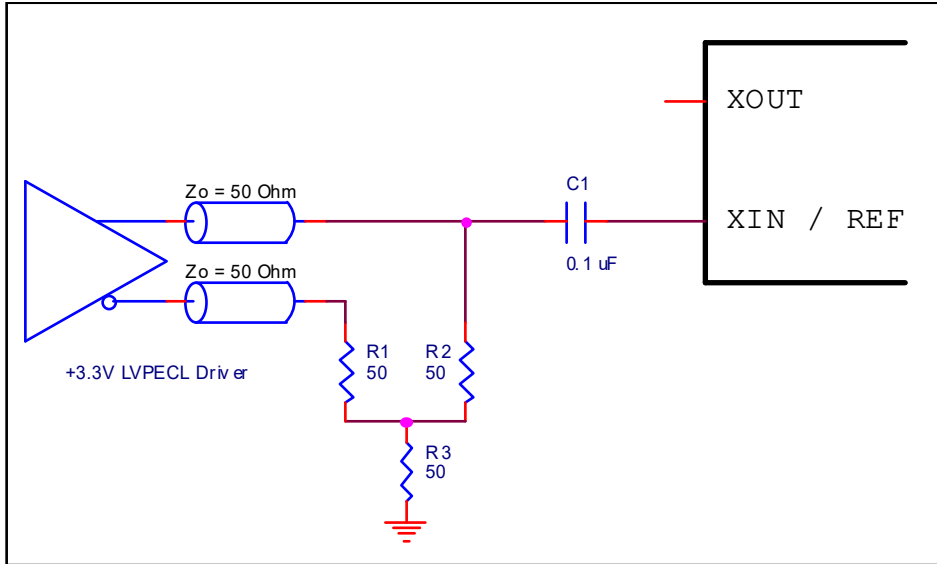 XOUT
Zo = 50 Ohm
C1
XIN / REF
0.1 uF
Zo = 50 Ohm
R1
50
R2
50
+3.3V LVPECL Driver
R3
50